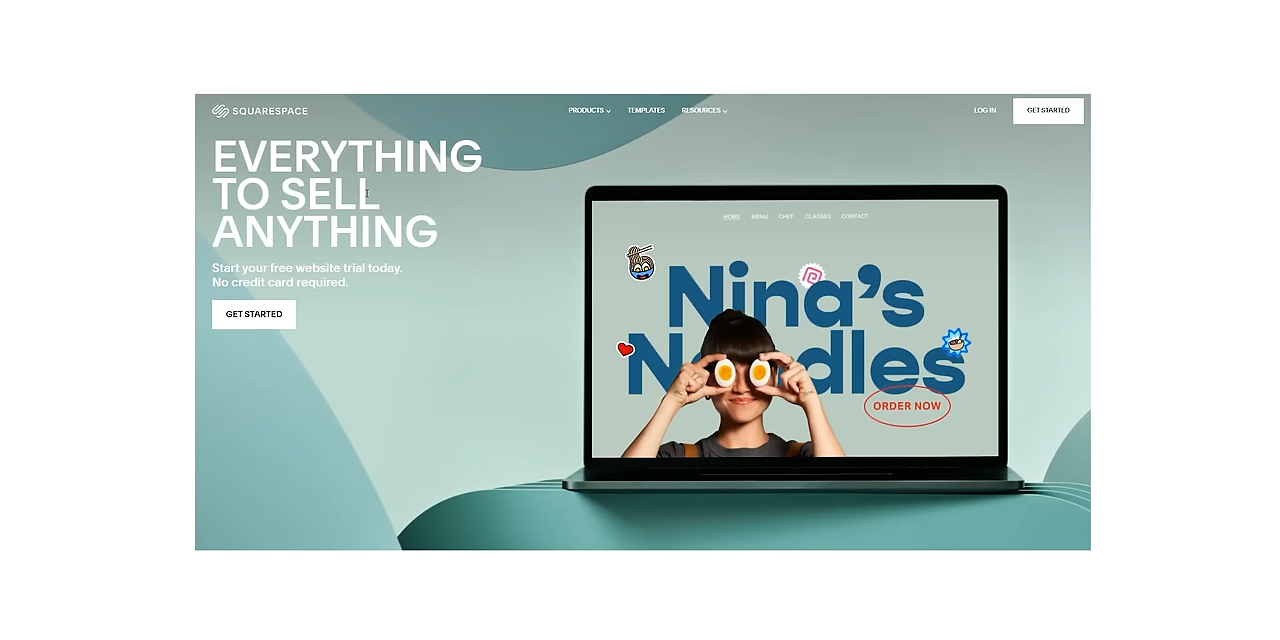 SQUARESPACE
PRODUCTS
TEMPLATES
RESOURCES
LOG IN
GET STARTED
EVERYTHING
TO SELL
ANYTHING
Start your free website trial today.
No credit card required.
GET STARTED
HOME
MENU
CHEF
CLASSES
CONTACT
Nina’s
Noodles
ORDER NOW